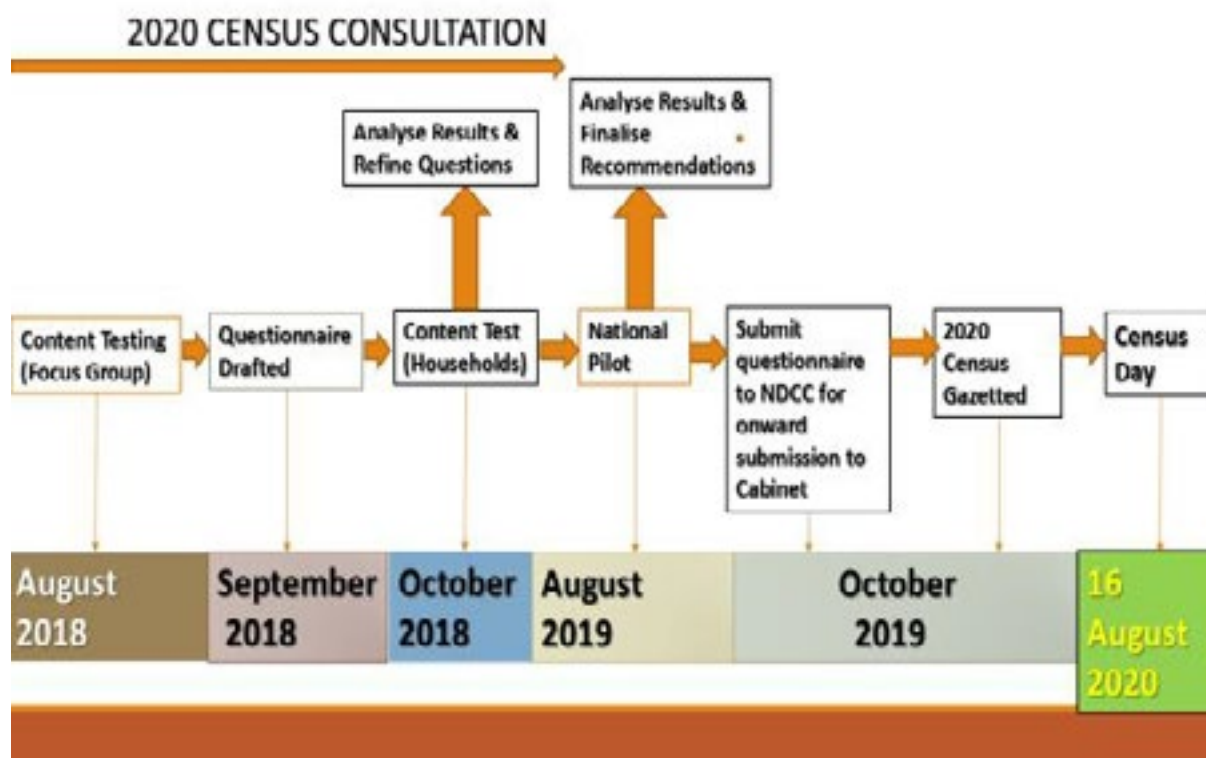 2020 CENSUS CONSULTATION
Analyse Results &
Refine Questions
Analyse Results &
Finalise
Recommendations
Content Testing
(Focus Group)
Questionnaire
Drafted
Content Test
(Households)
National
Pilot
Submit
questionnaire
to NDCC for
onward
submission to
Cabinet
2020
Census
Gazetted
Census
Day
August
2018
September
2018
October
2018
August
2019
October
2019
16
August
2020